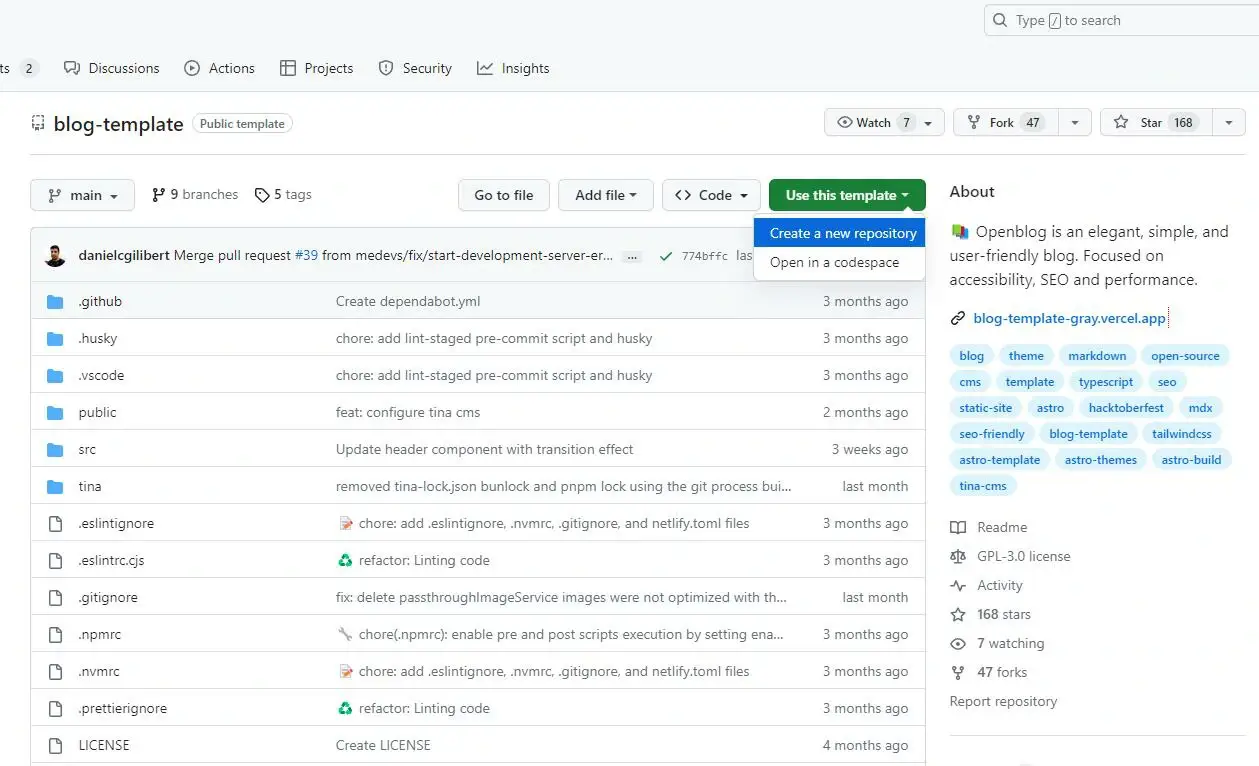 Type / to search
ts 2 Discussions Actions Projects Security Insights
blog-template Public template Watch 7 Fork 47 Star 168
main 9 branches 5 tags Go to file Add file <> Code Use this template
Create a new repository
Open in a codespace
danielcgilibert Merge pull request #39 from medevs/fix/start-development-server-er... ... 774bffc las
.github Create dependabot.yml 3 months ago
.husky chore: add lint-staged pre-commit script and husky 3 months ago
.vscode chore: add lint-staged pre-commit script and husky 3 months ago
public feat: configure tina cms 2 months ago
src Update header component with transition effect 3 weeks ago
tina removed tina-lock.json bunlock and pnpm lock using the git process bui... last month
.eslintignore 📝 chore: add .eslintignore, .nvmrc, .gitignore, and netlify.toml files 3 months ago
.eslintrc.cjs ♻️ refactor: Linting code 3 months ago
.gitignore fix: delete passthroughImageService images were not optimized with th... last month
.npmrc 🔧 chore(.npmrc): enable pre and post scripts execution by setting ena... 3 months ago
.nvmrc 📝 chore: add .eslintignore, .nvmrc, .gitignore, and netlify.toml files 3 months ago
.prettierignore ♻️ refactor: Linting code 3 months ago
LICENSE Create LICENSE 4 months ago
About
Openblog is an elegant, simple, and
user-friendly blog. Focused on
accessibility, SEO and performance.
blog-template-gray.vercel.app
blog theme markdown open-source
cms template typescript seo
static-site astro hacktoberfest mdx
seo-friendly blog-template tailwindcss
astro-template astro-themes astro-build
tina-cms
Readme
GPL-3.0 license
Activity
168 stars
7 watching
47 forks
Report repository